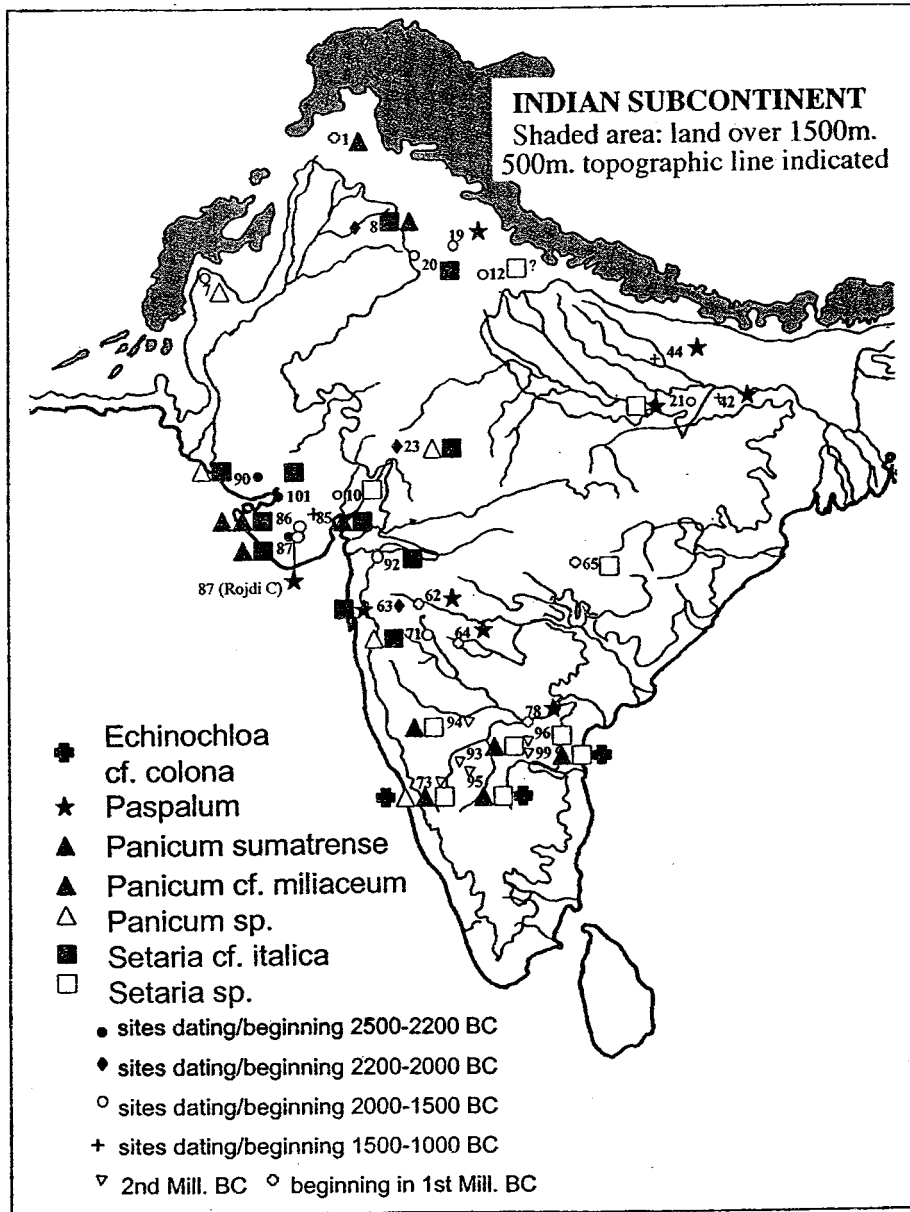 INDIAN SUBCONTINENT
Shaded area: land over 1500m.
500m. topographic line indicated
1
8
19
20
12 ?
7
44
21
42
23
90
101
10
86
85
87
92
65
87 (Rojdi C)
63
62
71
64
78
94
96
93
99
73
95
Echinochloa
cf. colona
Paspalum
Panicum sumatrense
Panicum cf. miliaceum
Panicum sp.
Setaria cf. italica
Setaria sp.
sites dating/beginning 2500-2200 BC
sites dating/beginning 2200-2000 BC
sites dating/beginning 2000-1500 BC
sites dating/beginning 1500-1000 BC
2nd Mill. BC beginning in 1st Mill. BC